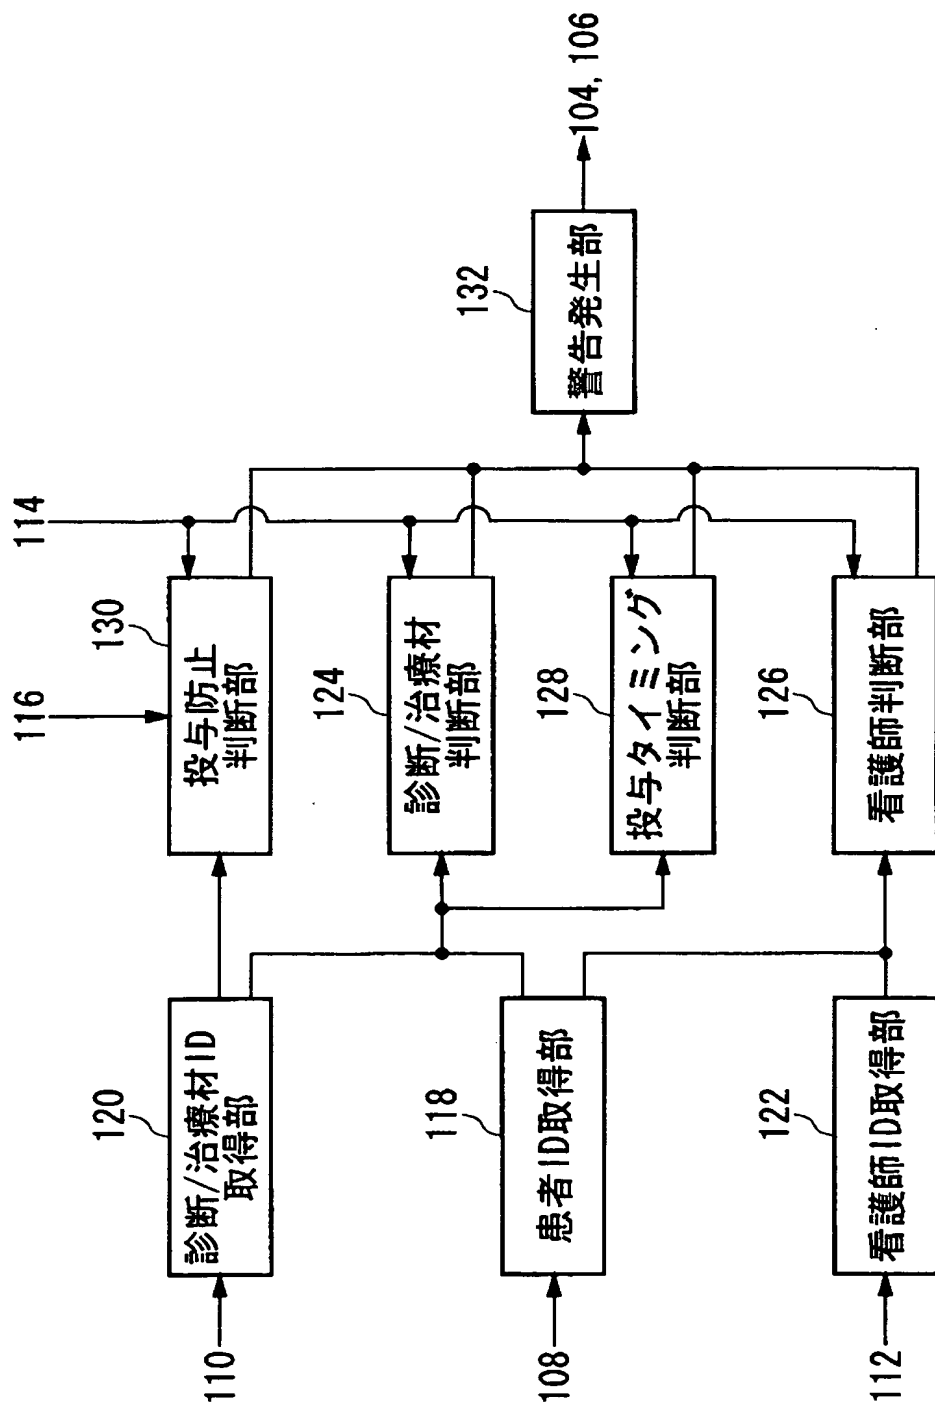 110
120
診断/治療材ID
取得部
108
118
患者ID取得部
112
122
看護師ID取得部
116
114
130
投与防止
判断部
124
診断/治療材
判断部
128
投与タイミング
判断部
126
看護師判断部
132
警告発生部
104, 106